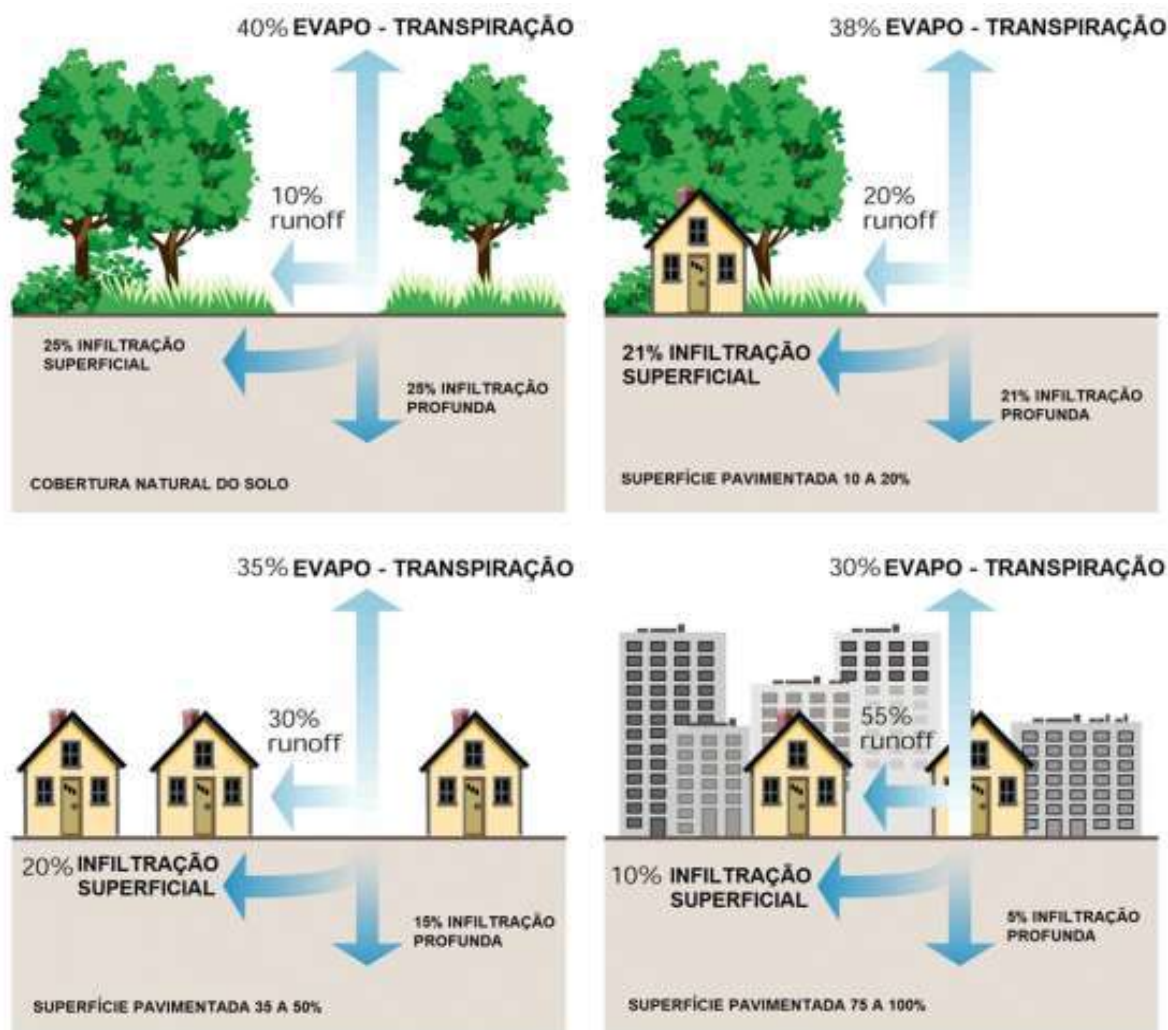 40% EVAPO - TRANSPIRAÇÃO
10%
runoff
25% INFILTRAÇÃO
SUPERFICIAL
25% INFILTRAÇÃO
PROFUNDA
COBERTURA NATURAL DO SOLO
38% EVAPO - TRANSPIRAÇÃO
20%
runoff
21% INFILTRAÇÃO
SUPERFICIAL
21% INFILTRAÇÃO
PROFUNDA
SUPERFÍCIE PAVIMENTADA 10 A 20%
35% EVAPO - TRANSPIRAÇÃO
30%
runoff
20% INFILTRAÇÃO
SUPERFICIAL
15% INFILTRAÇÃO
PROFUNDA
SUPERFÍCIE PAVIMENTADA 35 A 50%
30% EVAPO - TRANSPIRAÇÃO
55%
runoff
10% INFILTRAÇÃO
SUPERFICIAL
5% INFILTRAÇÃO
PROFUNDA
SUPERFÍCIE PAVIMENTADA 75 A 100%